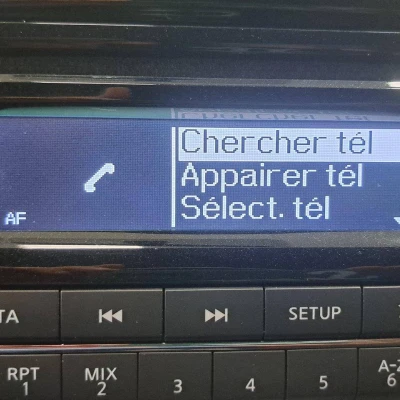 Chercher tél
Appairer tél
Sélect. tél
AF
TA
SETUP
RPT
1
MIX
2
3
4
5
A-Z
6